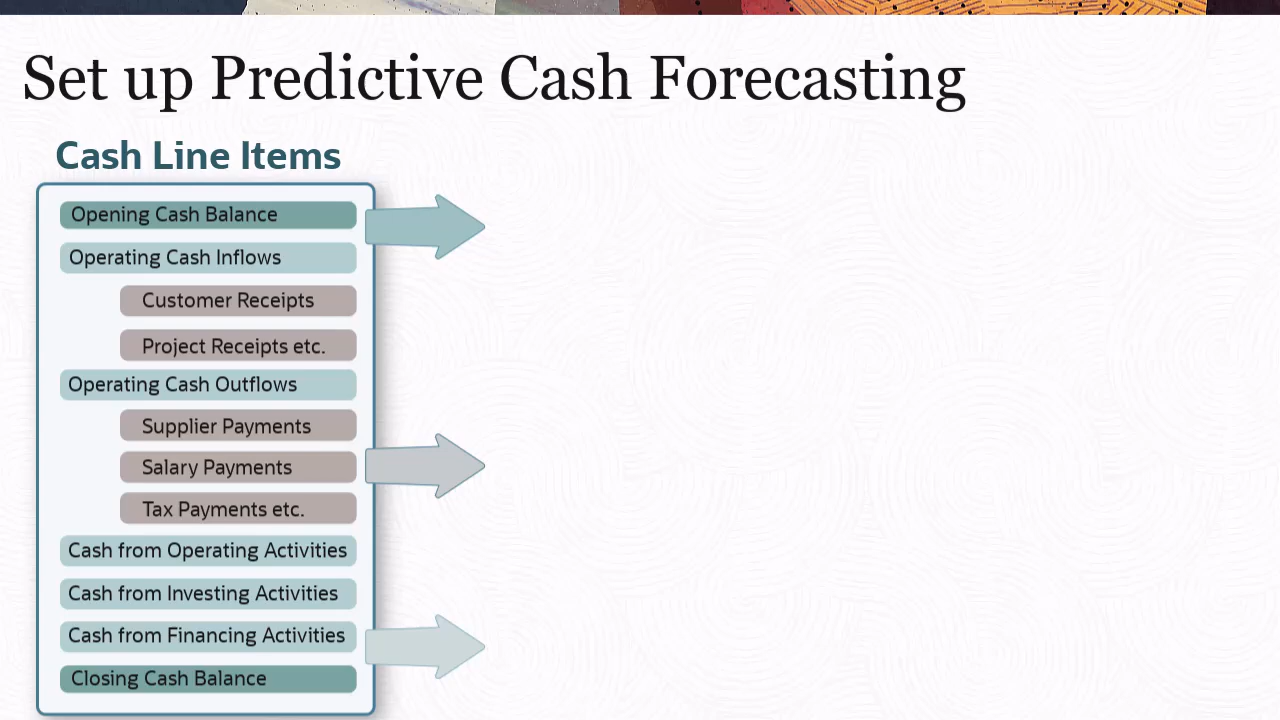 Set up Predictive Cash Forecasting
Cash Line Items
Opening Cash Balance
Operating Cash Inflows
Customer Receipts
Project Receipts etc.
Operating Cash Outflows
Supplier Payments
Salary Payments
Tax Payments etc.
Cash from Operating Activities
Cash from Investing Activities
Cash from Financing Activities
Closing Cash Balance